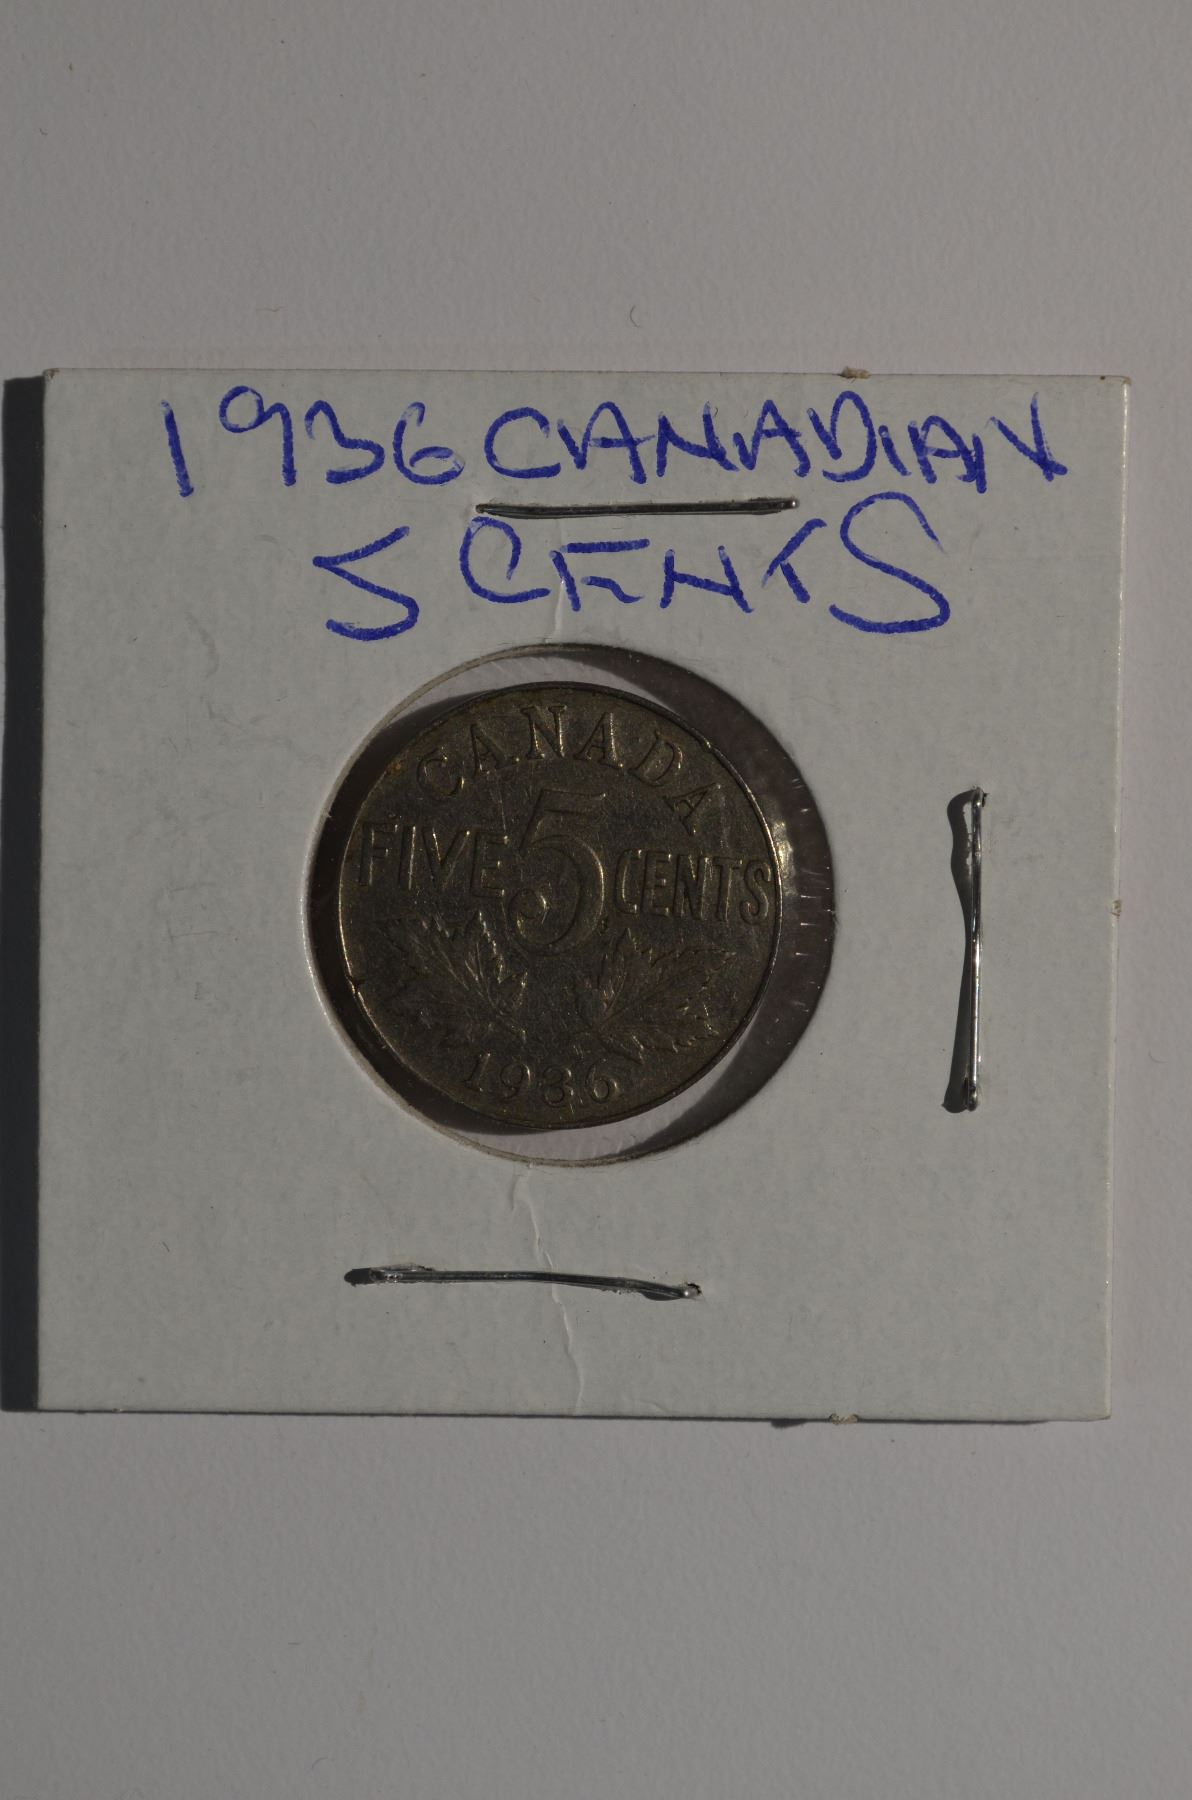 1936 CANADIAN
5 CENTS
CANADA
FIVE 5 CENTS
1936